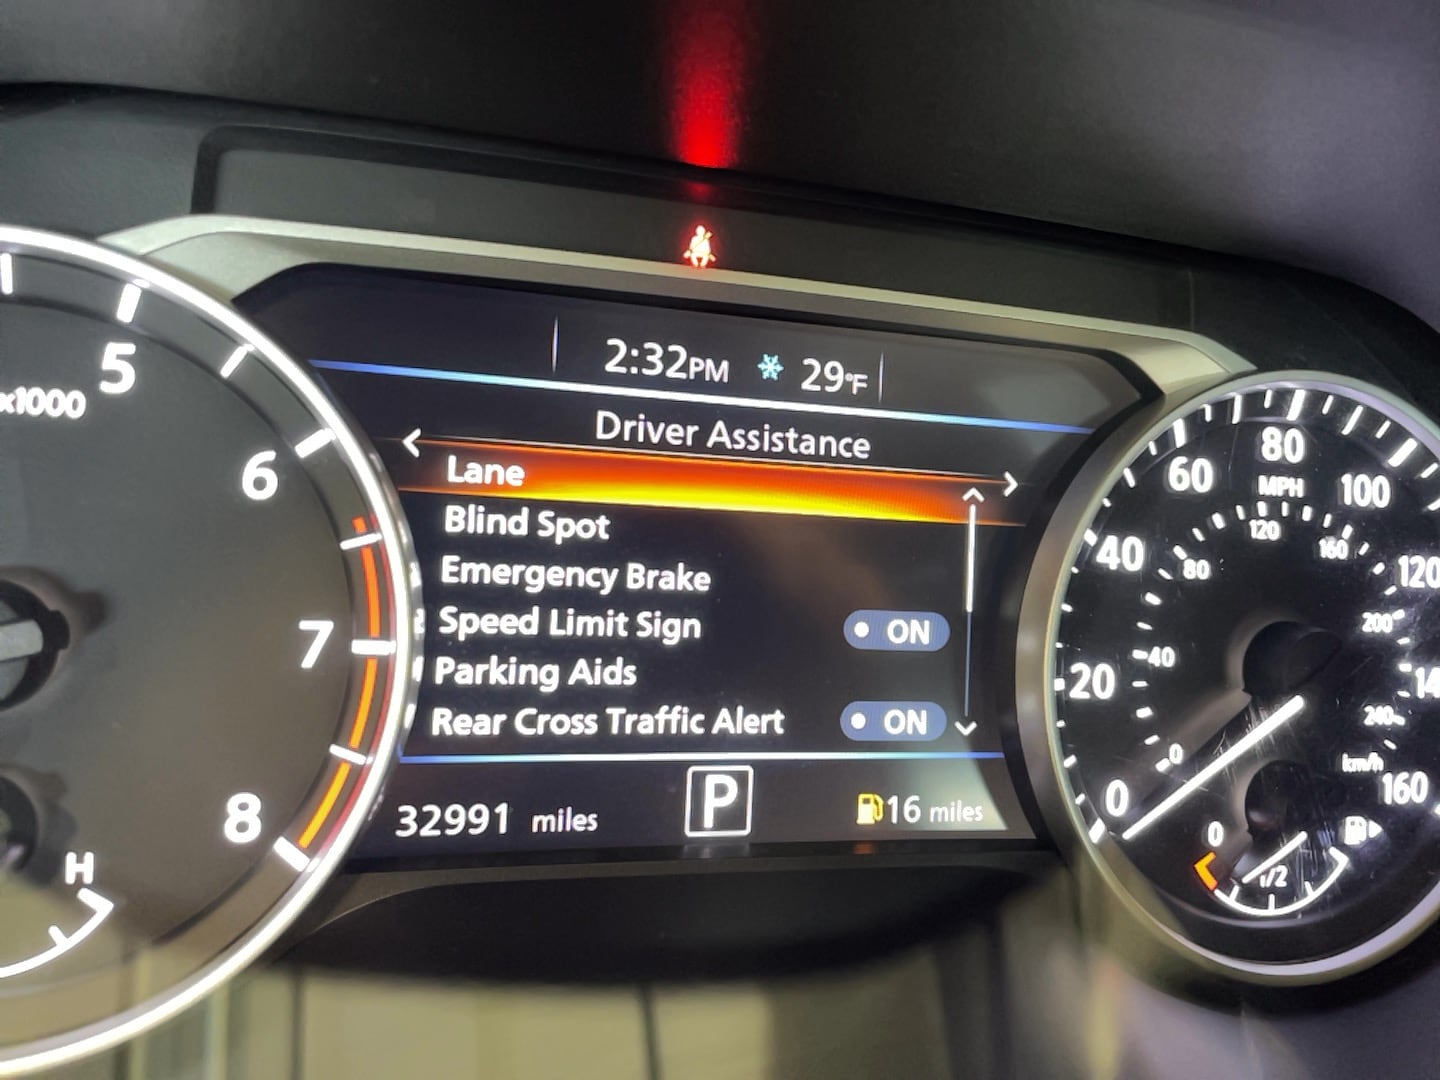 2:32PM 29°F
Driver Assistance
Lane
Blind Spot
Emergency Brake
Speed Limit Sign ON
Parking Aids
Rear Cross Traffic Alert ON
32991 miles P 16 miles
x1000
5
6
7
8
H
0
20
40
60
80
100
120
160
MPH
0
40
80
120
160
200
240
km/h
0
1/2